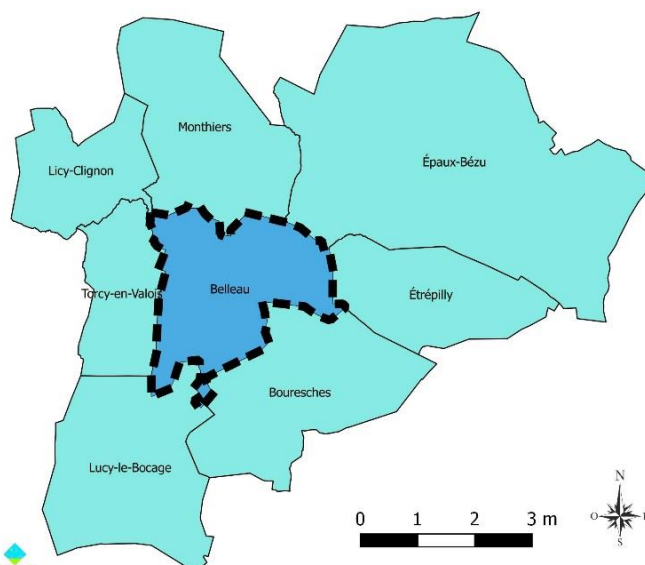 Monthiers
Épaux-Bézu
Licy-Clignon
Torcy-en-Valois
Belleau
Étrépilly
Bouresches
Lucy-le-Bocage
0 1 2 3 m
N
O
E
S